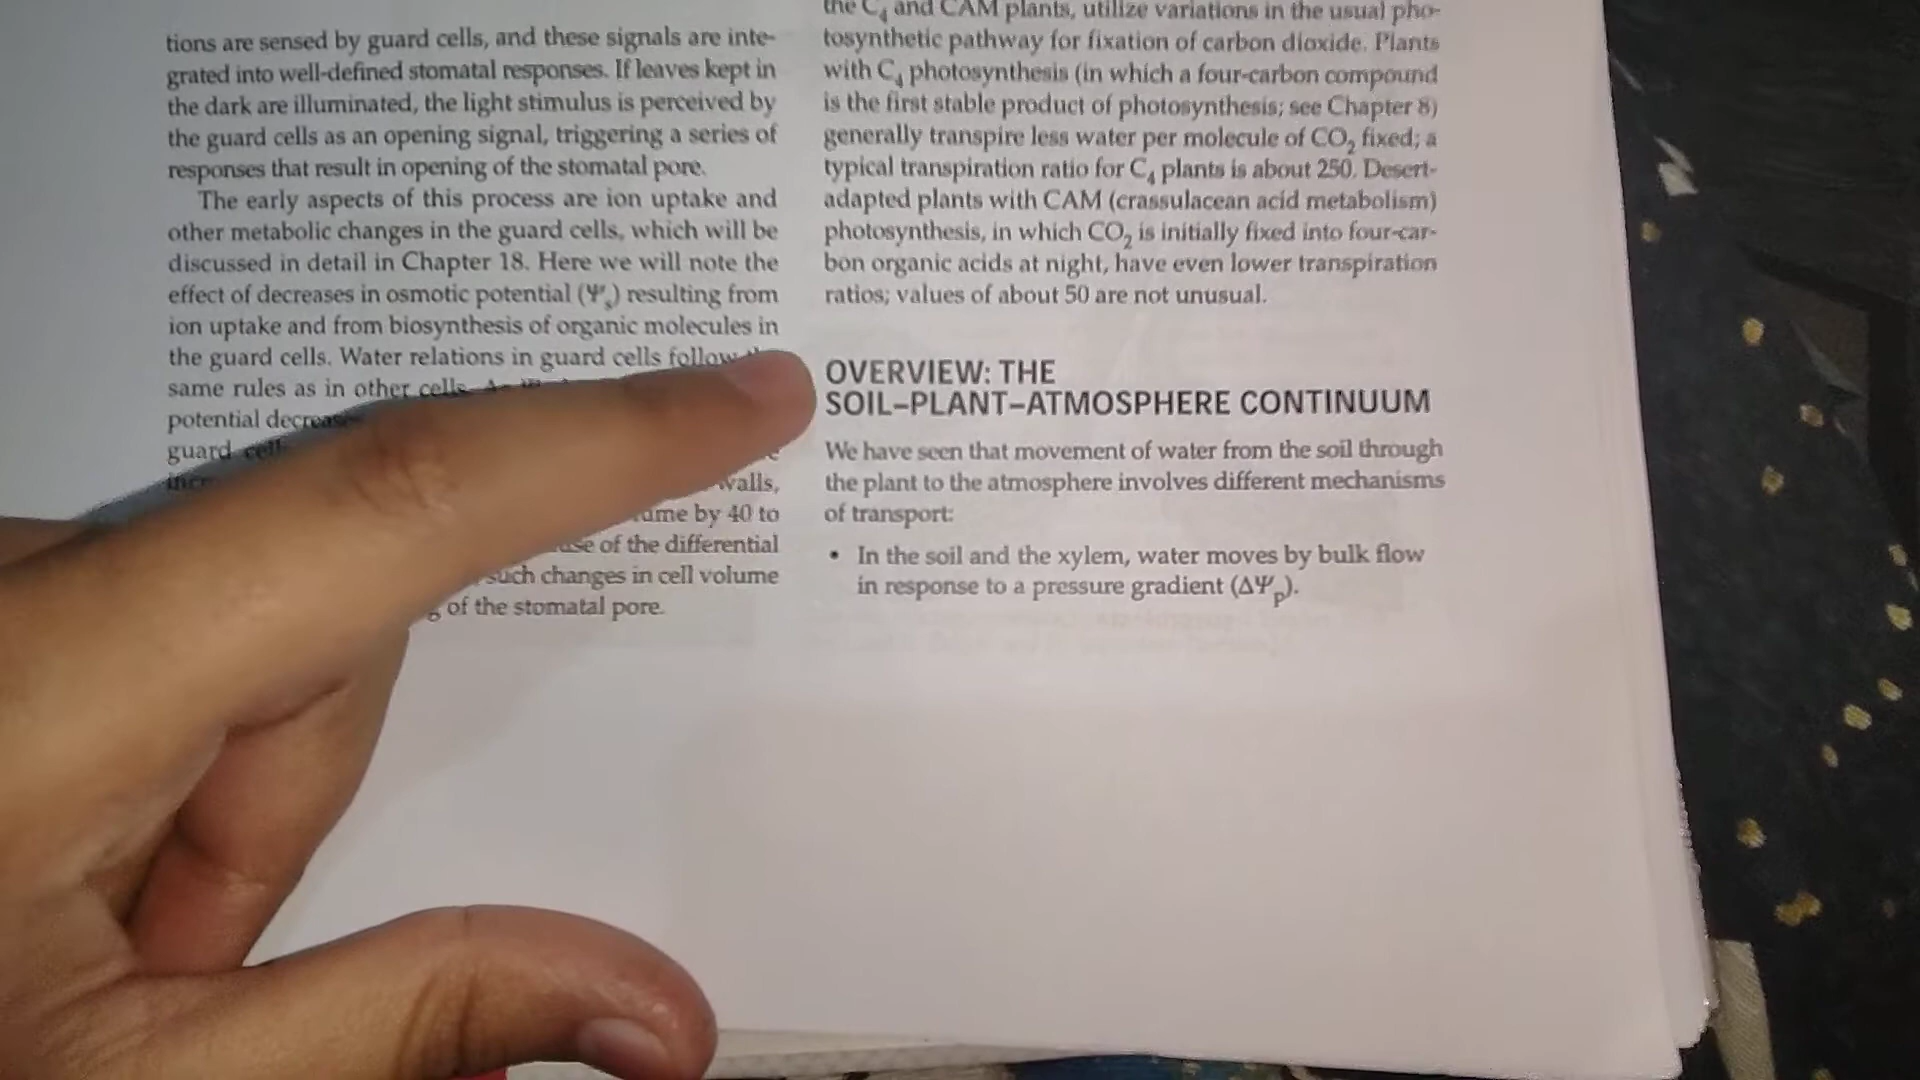 tions are sensed by guard cells, and these signals are inte-
grated into well-defined stomatal responses. If leaves kept in
the dark are illuminated, the light stimulus is perceived by
the guard cells as an opening signal, triggering a series of
responses that result in opening of the stomatal pore.
The early aspects of this process are ion uptake and
other metabolic changes in the guard cells, which will be
discussed in detail in Chapter 18. Here we will note the
effect of decreases in osmotic potential (Ψs) resulting from
ion uptake and from biosynthesis of organic molecules in
the guard cells. Water relations in guard cells follow
same rules as in other cells.
potential
guard
walls,
by 40 to
of the differential
such changes in cell volume
of the stomatal pore.
the C4 and CAM plants, utilize variations in the usual pho-
tosynthetic pathway for fixation of carbon dioxide. Plants
with C4 photosynthesis (in which a four-carbon compound
is the first stable product of photosynthesis; see Chapter 8)
generally transpire less water per molecule of CO2 fixed; a
typical transpiration ratio for C4 plants is about 250. Desert-
adapted plants with CAM (crassulacean acid metabolism)
photosynthesis, in which CO2 is initially fixed into four-car-
bon organic acids at night, have even lower transpiration
ratios; values of about 50 are not unusual.
OVERVIEW: THE
SOIL–PLANT–ATMOSPHERE CONTINUUM
We have seen that movement of water from the soil through
the plant to the atmosphere involves different mechanisms
of transport:
• In the soil and the xylem, water moves by bulk flow
in response to a pressure gradient (ΔΨp).